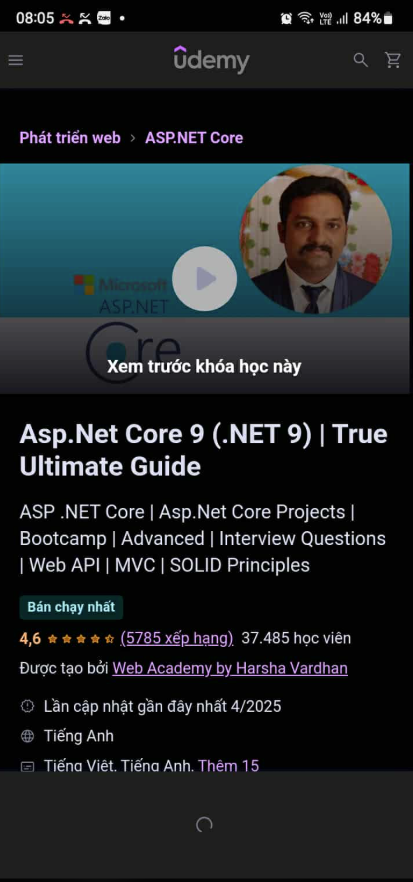 08:05 Zalo Vo) LTE 84%
udemy
Phát triển web > ASP.NET Core
Microsoft
ASP.NET
Core
Xem trước khóa học này
Asp.Net Core 9 (.NET 9) | True
Ultimate Guide
ASP .NET Core | Asp.Net Core Projects |
Bootcamp | Advanced | Interview Questions
| Web API | MVC | SOLID Principles
Bán chạy nhất
4,6 (5785 xếp hạng) 37.485 học viên
Được tạo bởi Web Academy by Harsha Vardhan
Lần cập nhật gần đây nhất 4/2025
Tiếng Anh
Tiếng Việt, Tiếng Anh, Thêm 15